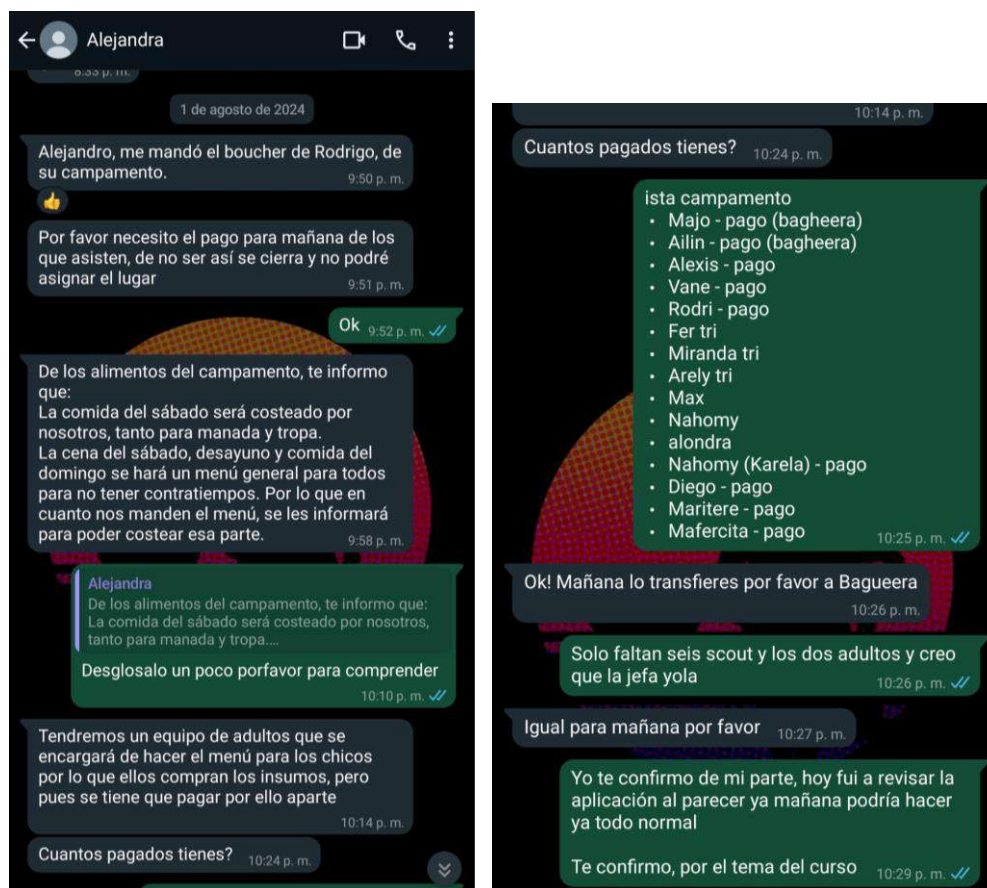 Alejandra
8:33 p. m.
1 de agosto de 2024
Alejandro, me mandó el boucher de Rodrigo, de
su campamento.
9:50 p. m.
Por favor necesito el pago para mañana de los
que asisten, de no ser así se cierra y no podré
asignar el lugar
9:51 p. m.
Ok 9:52 p. m.
De los alimentos del campamento, te informo
que:
La comida del sábado será costeado por
nosotros, tanto para manada y tropa.
La cena del sábado, desayuno y comida del
domingo se hará un menú general para todos
para no tener contratiempos. Por lo que en
cuanto nos manden el menú, se les informará
para poder costear esa parte.
9:58 p. m.
Alejandra
De los alimentos del campamento, te informo que:
La comida del sábado será costeado por nosotros,
tanto para manada y tropa....
Desglosalo un poco porfavor para comprender
10:10 p. m.
Tendremos un equipo de adultos que se
encargará de hacer el menú para los chicos
por lo que ellos compran los insumos, pero
pues se tiene que pagar por ello aparte
10:14 p. m.
Cuantos pagados tienes? 10:24 p. m.
10:14 p. m.
Cuantos pagados tienes? 10:24 p. m.
ista campamento
• Majo - pago (bagheera)
• Ailin - pago (bagheera)
• Alexis - pago
• Vane - pago
• Rodri - pago
• Fer tri
• Miranda tri
• Arely tri
• Max
• Nahomy
• alondra
• Nahomy (Karela) - pago
• Diego - pago
• Maritere - pago
• Mafercita - pago
10:25 p. m.
Ok! Mañana lo transfieres por favor a Bagueera
10:26 p. m.
Solo faltan seis scout y los dos adultos y creo
que la jefa yola
10:26 p. m.
Igual para mañana por favor 10:27 p. m.
Yo te confirmo de mi parte, hoy fui a revisar la
aplicación al parecer ya mañana podría hacer
ya todo normal
Te confirmo, por el tema del curso
10:29 p. m.